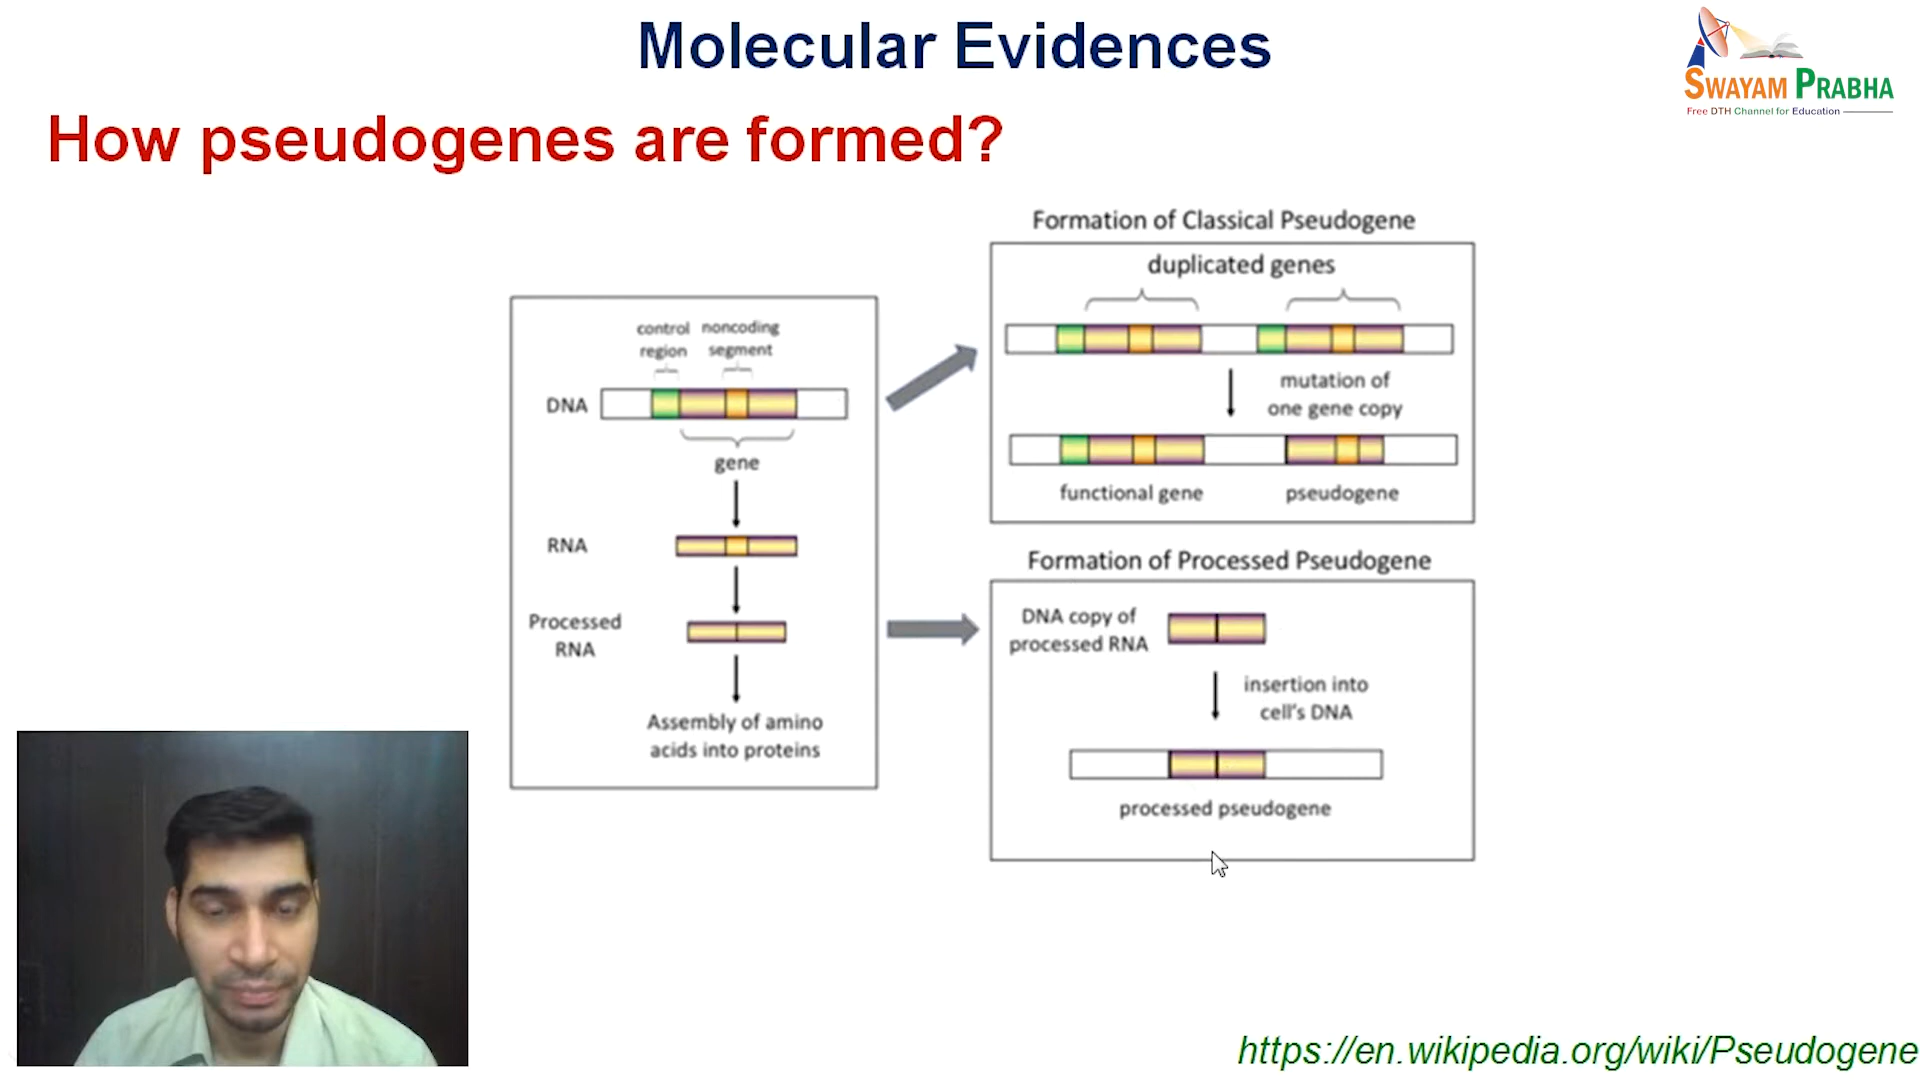 Molecular Evidences
SWAYAM PRABHA
Free DTH Channel for Education
How pseudogenes are formed?
control
region
noncoding
segment
DNA
gene
RNA
Processed
RNA
Assembly of amino
acids into proteins
Formation of Classical Pseudogene
duplicated genes
mutation of
one gene copy
functional gene
pseudogene
Formation of Processed Pseudogene
DNA copy of
processed RNA
insertion into
cell's DNA
processed pseudogene
https://en.wikipedia.org/wiki/Pseudogene